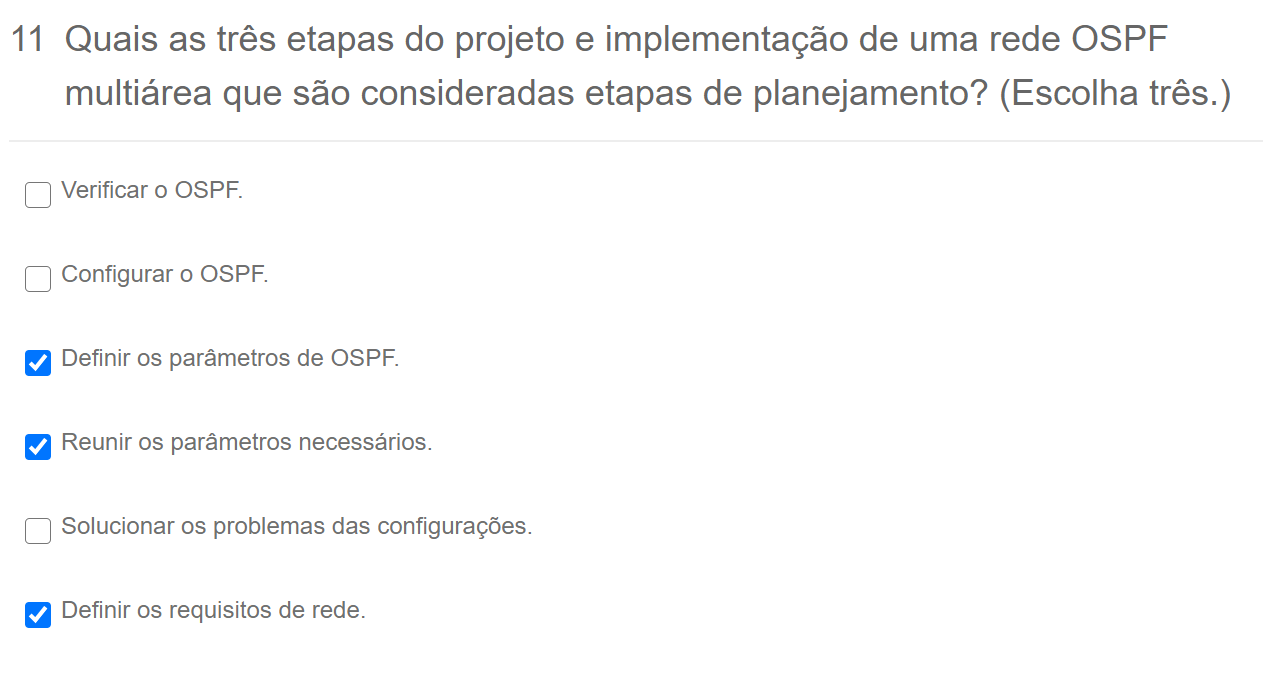 11 Quais as três etapas do projeto e implementação de uma rede OSPF
multiárea que são consideradas etapas de planejamento? (Escolha três.)
Verificar o OSPF.
Configurar o OSPF.
Definir os parâmetros de OSPF.
Reunir os parâmetros necessários.
Solucionar os problemas das configurações.
Definir os requisitos de rede.